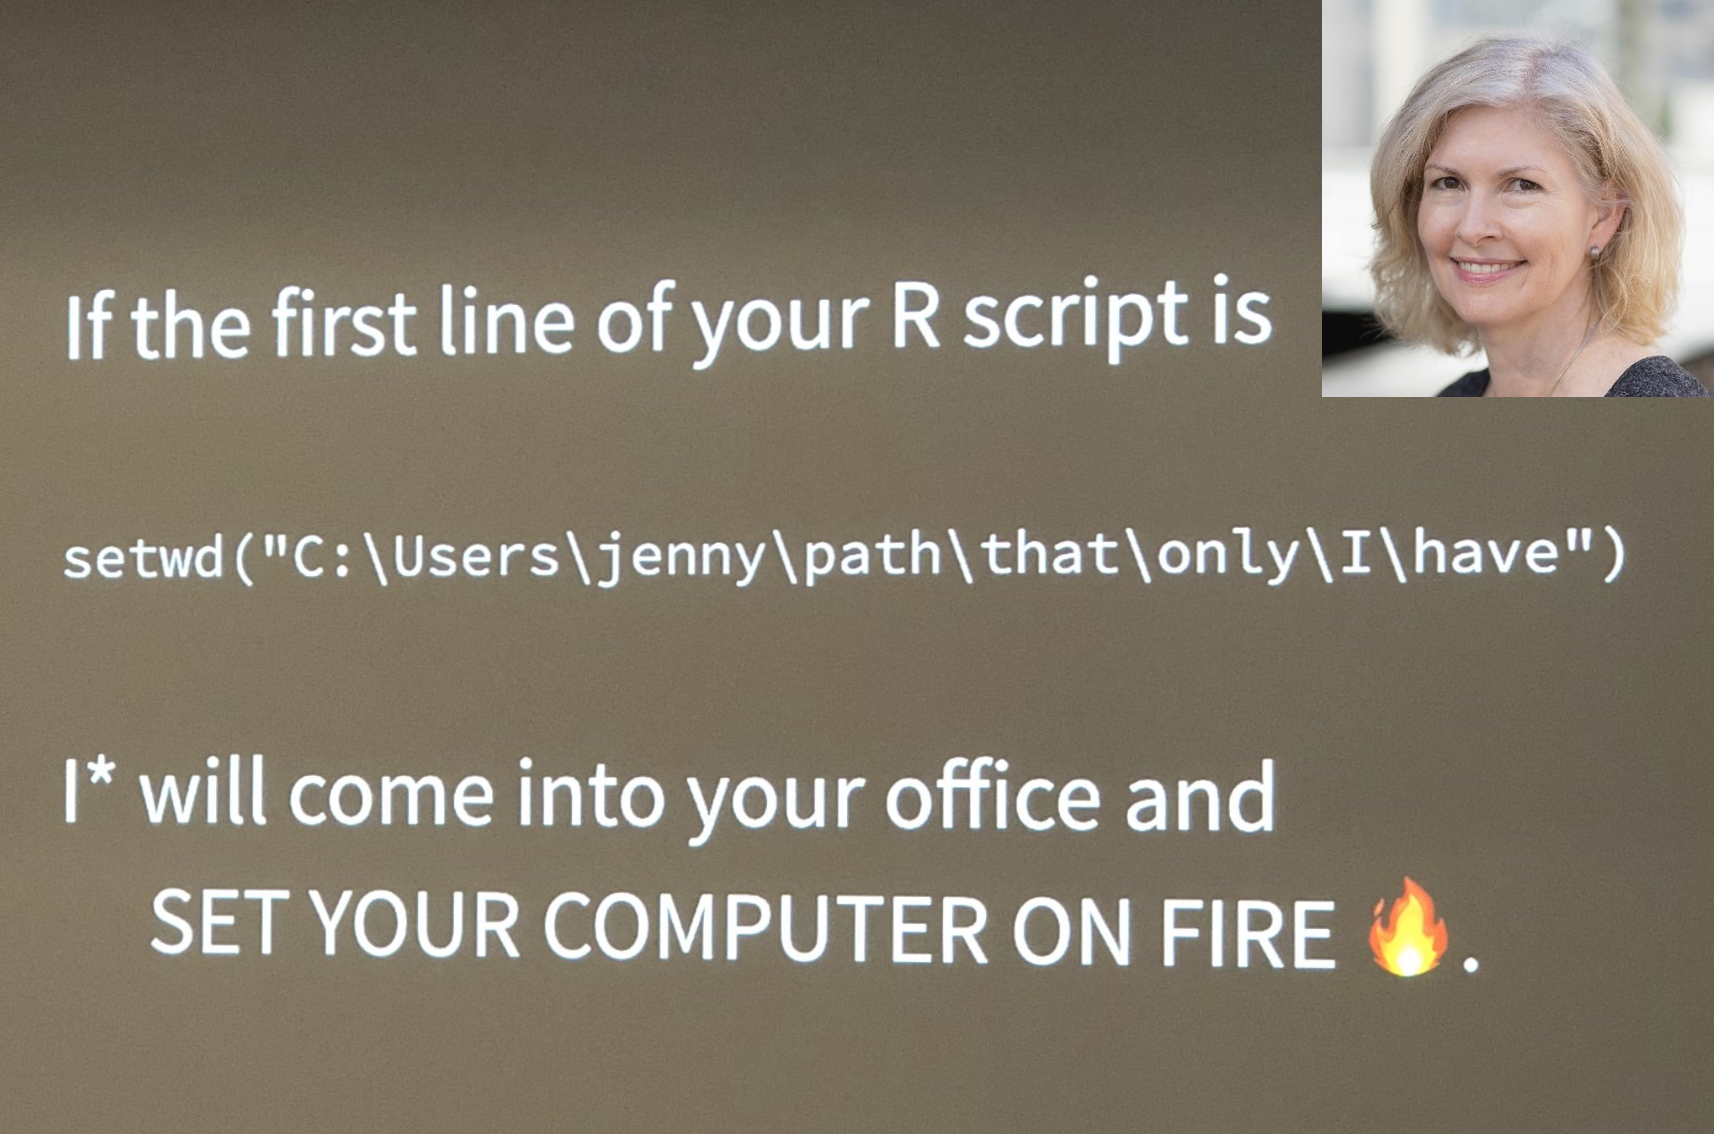 If the first line of your R script is
setwd("C:\Users\jenny\path\that\only\I\have")
I* will come into your office and
SET YOUR COMPUTER ON FIRE 🔥.